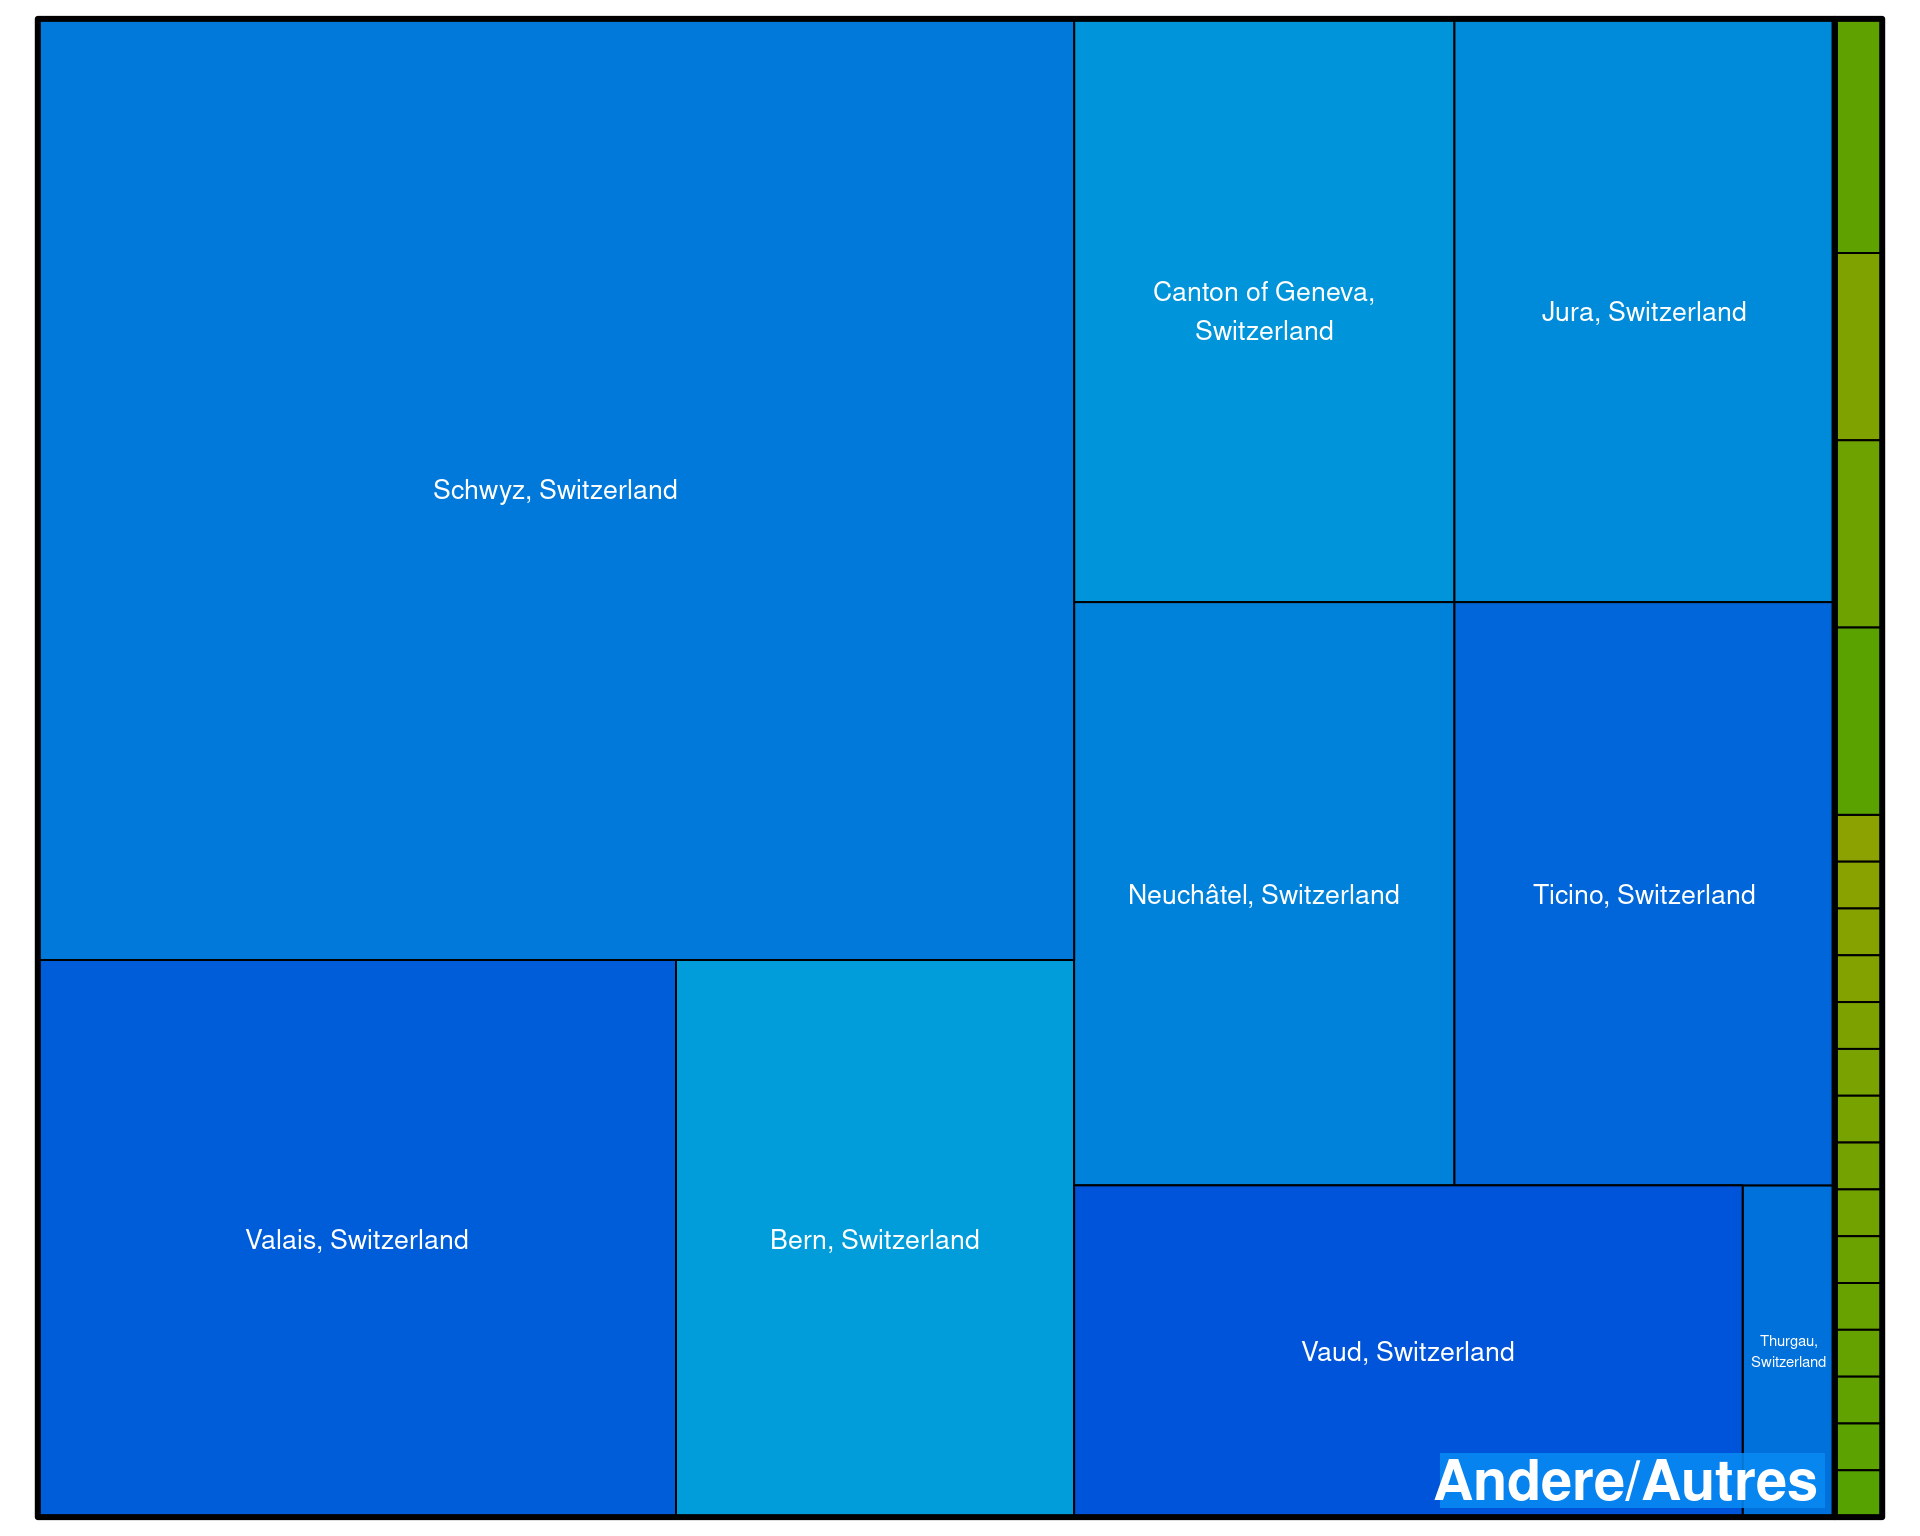 Canton of Geneva,
Switzerland
Jura, Switzerland
Schwyz, Switzerland
Neuchâtel, Switzerland
Ticino, Switzerland
Valais, Switzerland
Bern, Switzerland
Vaud, Switzerland
Thurgau,
Switzerland
Andere/Autres